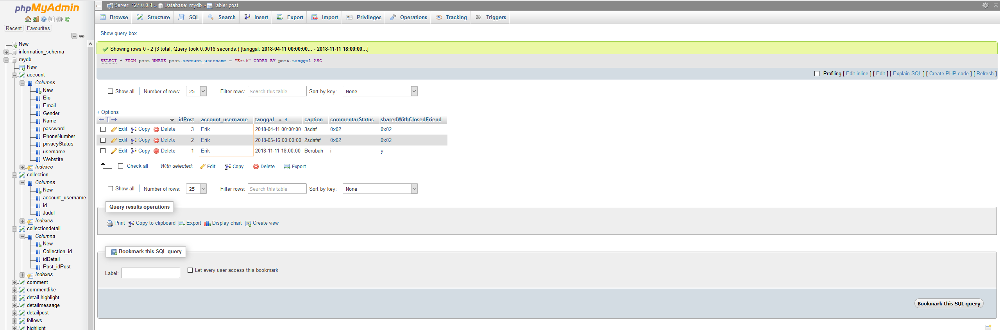 phpMyAdmin
Recent Favourites
New
information_schema
mydb
New
account
Columns
New
Bio
Email
Gender
Name
password
PhoneNumber
privacyStatus
username
Webstite
Indexes
collection
Columns
New
account_username
id
Judul
Indexes
collectiondetail
Columns
New
Collection_id
idDetail
Post_idPost
Indexes
comment
commentlike
detail highlight
detailmessage
detailpost
follows
highlight
Server: 127.0.0.1 » Database: mydb » Table: post
Browse Structure SQL Search Insert Export Import Privileges Operations Tracking Triggers
Show query box
Showing rows 0 - 2 (3 total, Query took 0.0016 seconds.) [tanggal: 2018-04-11 00:00:00... - 2018-11-11 18:00:00...]
SELECT * FROM post WHERE post.account_username = "Erik" ORDER BY post.tanggal ASC
Profiling [ Edit inline ] [ Edit ] [ Explain SQL ] [ Create PHP code ] [ Refresh ]
Show all Number of rows: 25 Filter rows: Search this table Sort by key: None
+ Options
←T→ idPost account_username tanggal 1 caption commentarStatus sharedWithClosedFriend
Edit Copy Delete 3 Erik 2018-04-11 00:00:00 3sdaf 0x02 0x02
Edit Copy Delete 2 Erik 2018-05-16 00:00:00 2sdafaf 0x02 0x02
Edit Copy Delete 1 Erik 2018-11-11 18:00:00 Berubah i y
Check all With selected: Edit Copy Delete Export
Show all Number of rows: 25 Filter rows: Search this table Sort by key: None
Query results operations
Print Copy to clipboard Export Display chart Create view
Bookmark this SQL query
Label: Let every user access this bookmark
Bookmark this SQL query